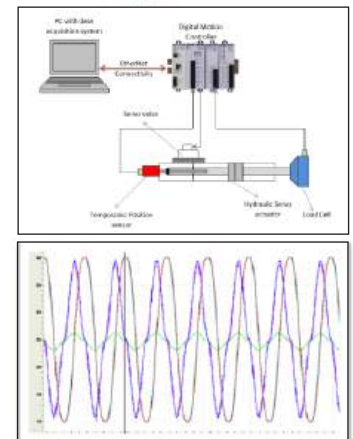 PC with data
acquisition system
Digital Motion
Controller
EtherNet
Connectivity
Servo valve
Temposonic Position
sensor
Hydraulic Servo
actuator
Load Cell